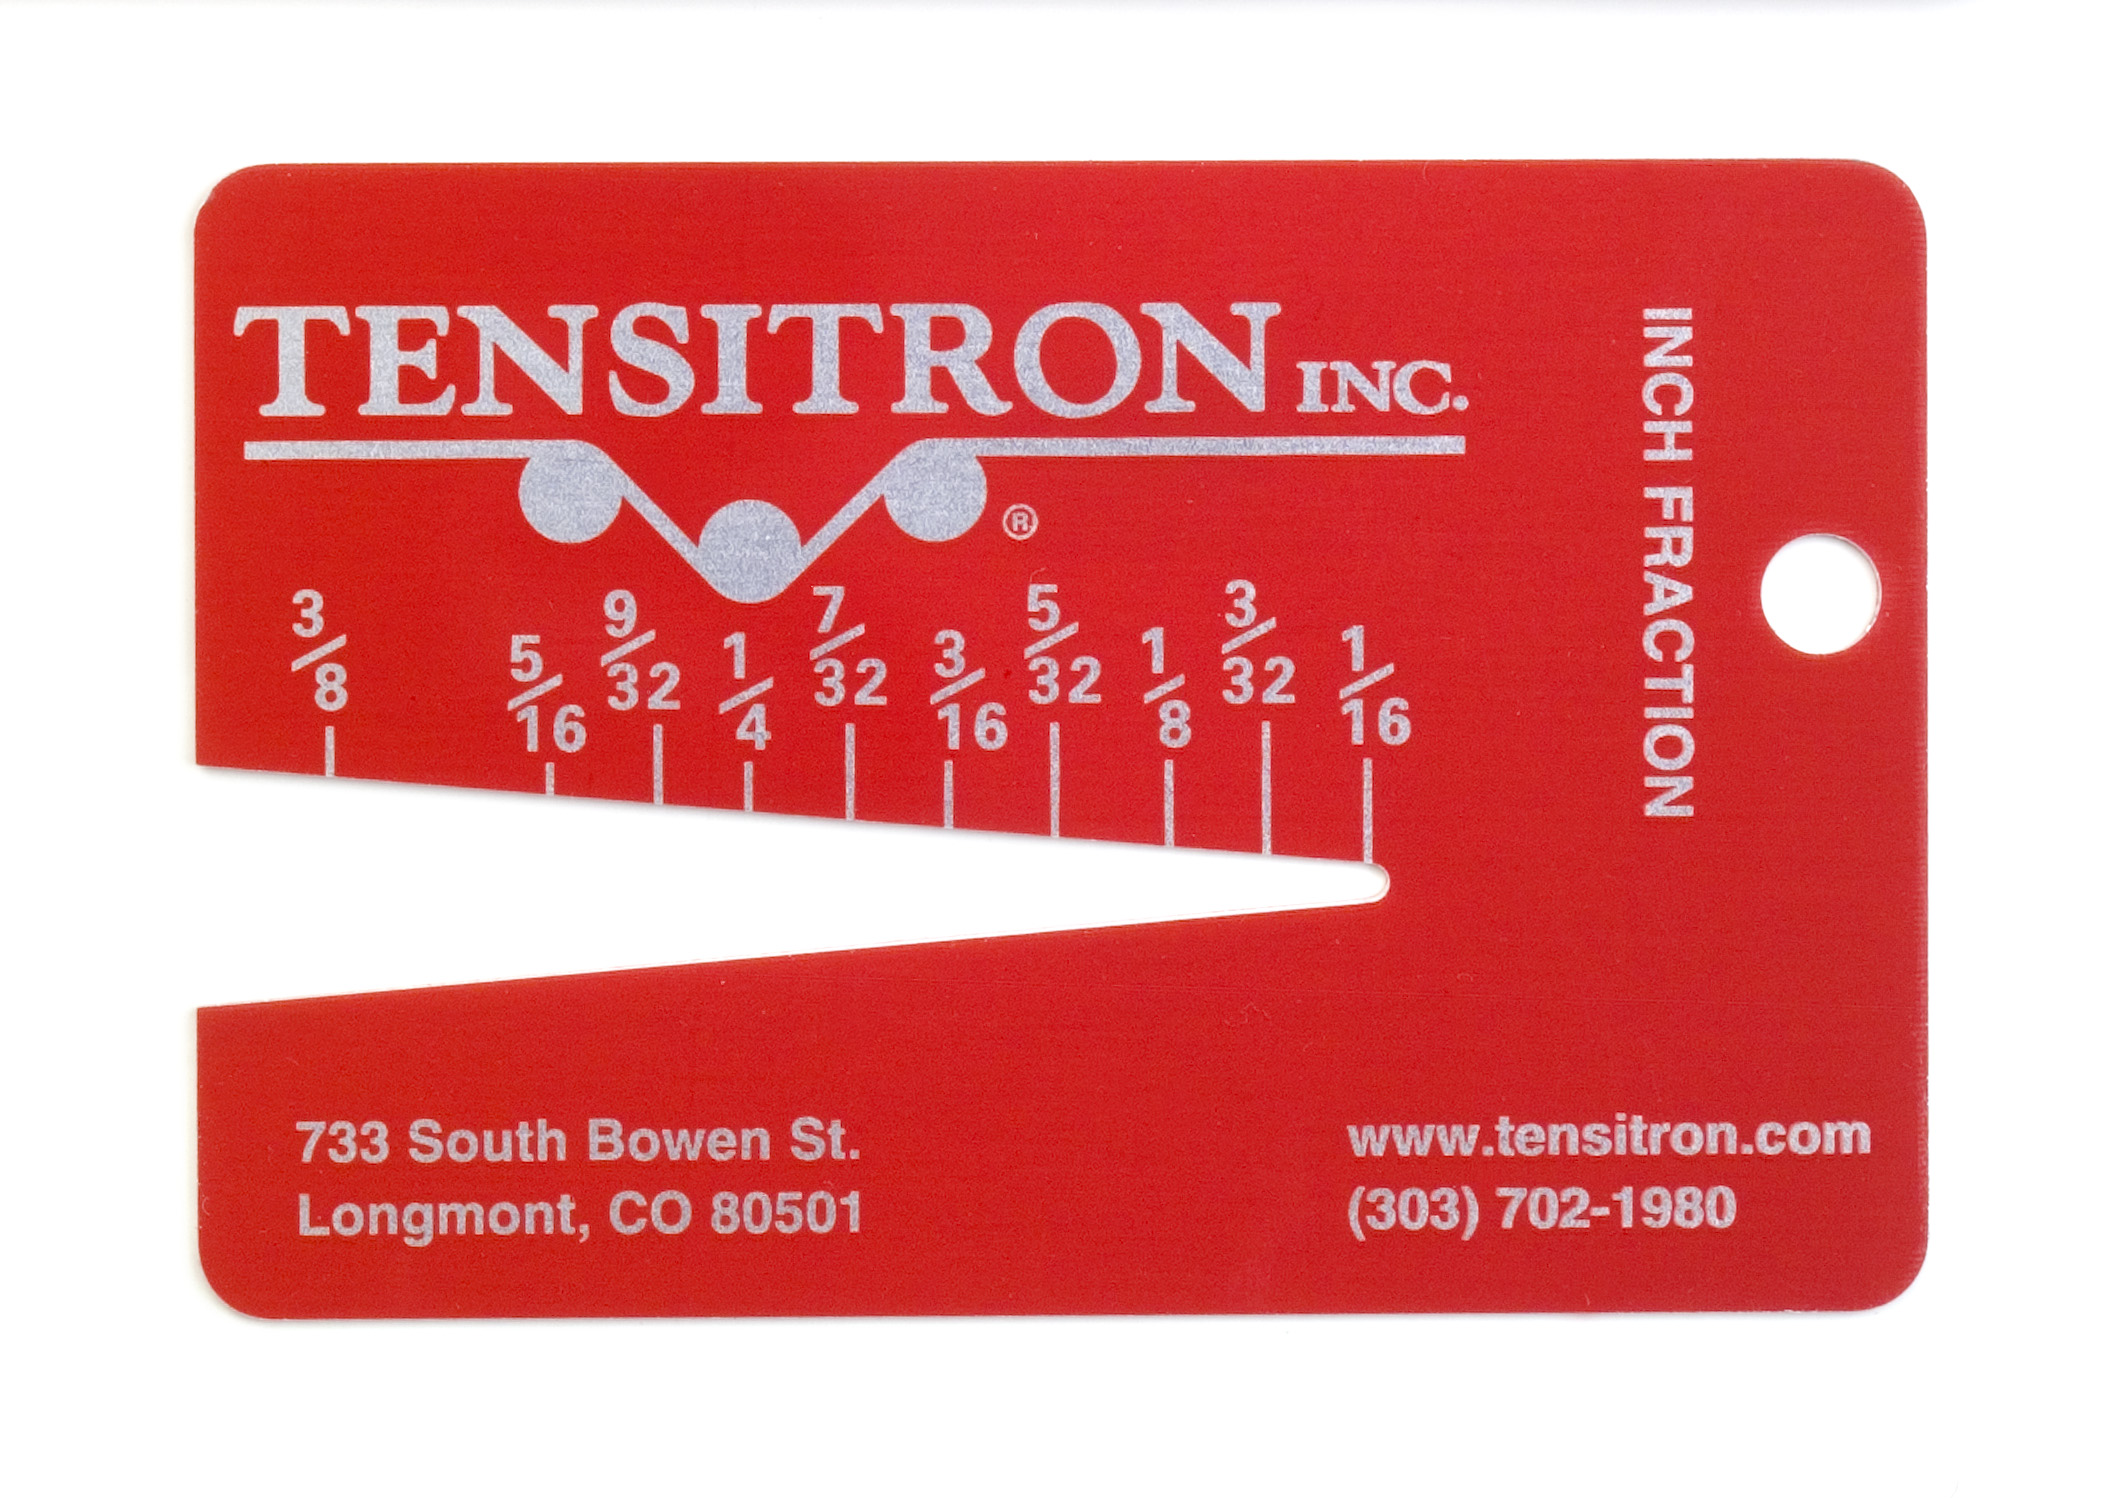 TENSITRON INC.
®
3/8 5/16 9/32 1/4 7/32 3/16 5/32 1/8 3/32 1/16
INCH FRACTION
733 South Bowen St.
Longmont, CO 80501
www.tensitron.com
(303) 702-1980